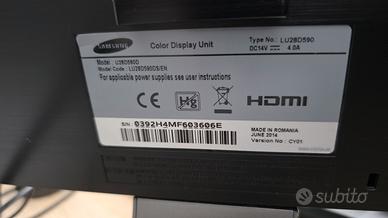 SAMSUNG
Color Display Unit
Type No.: LU28D590
DC14V 4.0A
Model : U28D590D
Model Code : LU28D590DS/EN
For applicable power supplies see user instructions
CE
Hg
HDMI
S/N : 0392H4MF603606E
MADE IN ROMANIA
JUNE 2014
Version No : CY01
subito